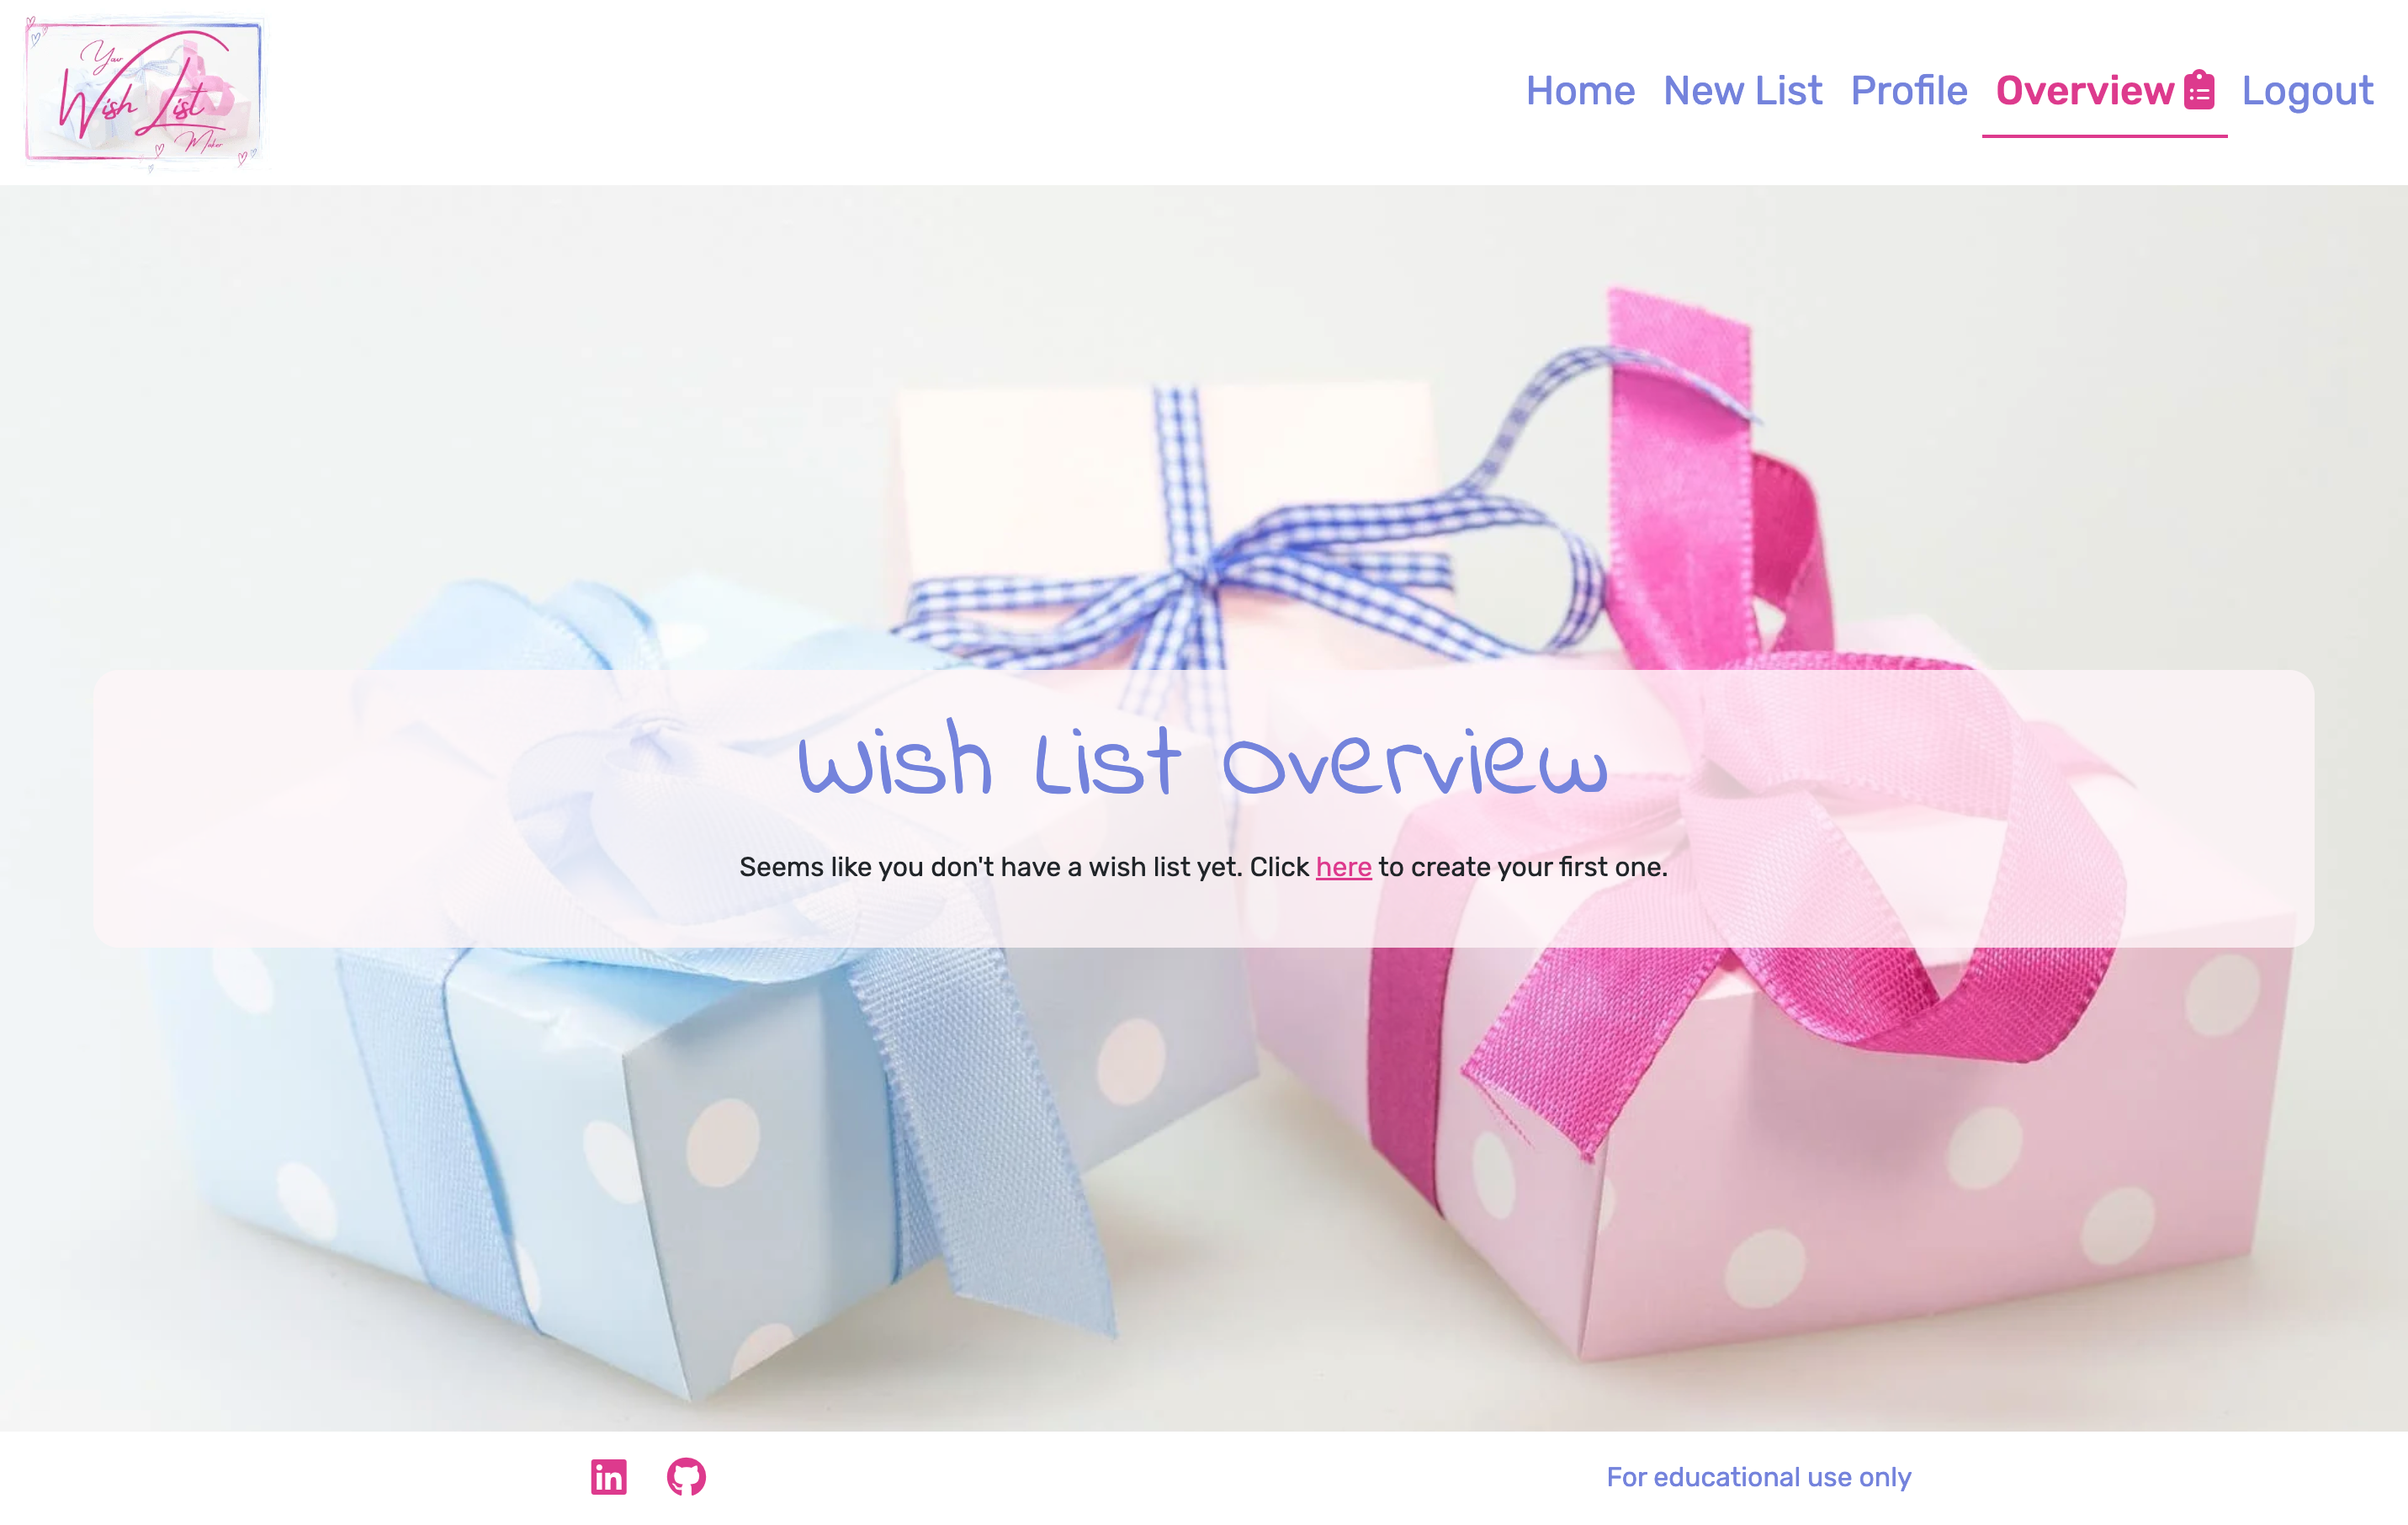 Your
Wish List
Maker
Home New List Profile Overview Logout
Wish List Overview
Seems like you don't have a wish list yet. Click here to create your first one.
For educational use only